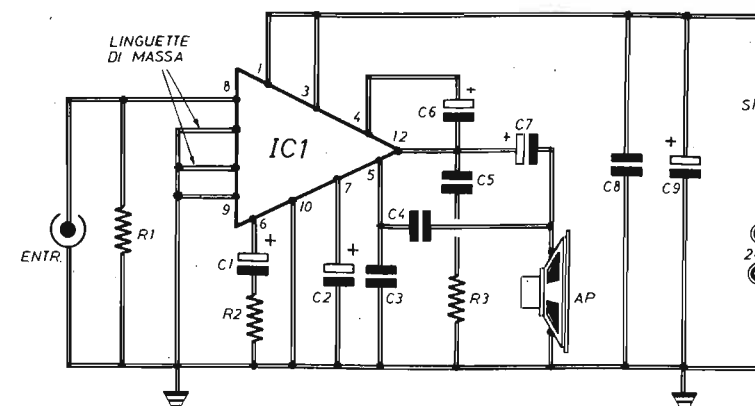 LINGUETTE
DI MASSA
1
8
3
4
C6
+
12
IC1
+
C7
5
C5
7
10
9
6
C4
C8
+
C9
R1
ENTR.
C1
+
+
C2
C3
R2
R3
AP